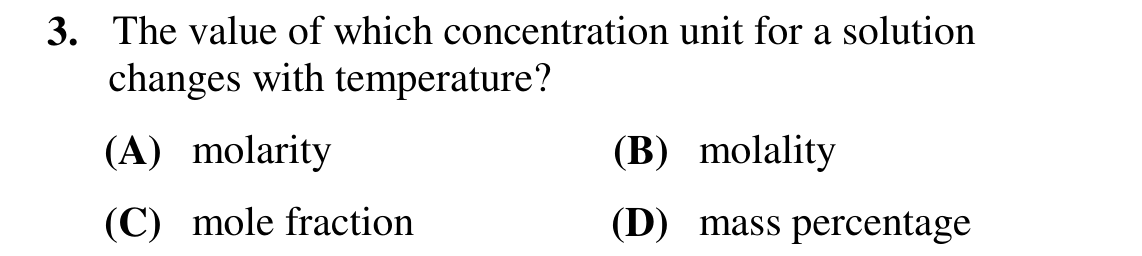 3. The value of which concentration unit for a solution
changes with temperature?
(A) molarity (B) molality
(C) mole fraction (D) mass percentage